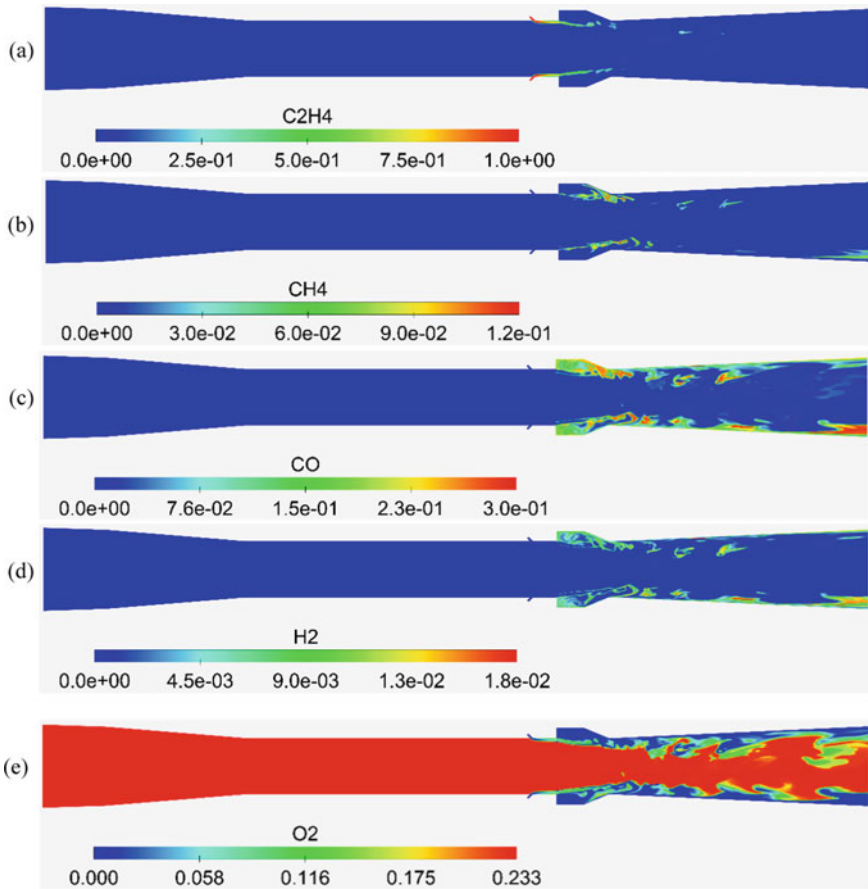 (a)
C2H4
0.0e+00 2.5e-01 5.0e-01 7.5e-01 1.0e+00
(b)
CH4
0.0e+00 3.0e-02 6.0e-02 9.0e-02 1.2e-01
(c)
CO
0.0e+00 7.6e-02 1.5e-01 2.3e-01 3.0e-01
(d)
H2
0.0e+00 4.5e-03 9.0e-03 1.3e-02 1.8e-02
(e)
O2
0.000 0.058 0.116 0.175 0.233